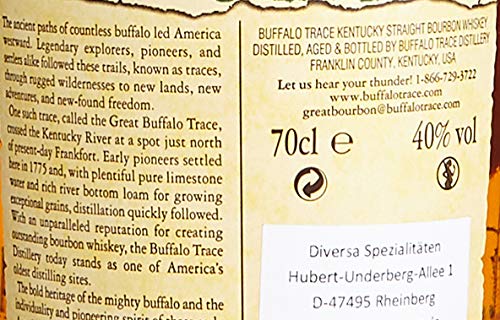 The ancient paths of countless buffalo led America
westward. Legendary explorers, pioneers, and
settlers alike followed these trails, known as traces,
through rugged wildernesses to new lands, new
adventures, and new-found freedom.
One such trace, called the Great Buffalo Trace,
crossed the Kentucky River at a spot just north
of present-day Frankfort. Early pioneers settled
here in 1775 and, with plentiful pure limestone
water and rich river bottom loam for growing
exceptional grains, distillation quickly followed.
With an unparalleled reputation for creating
outstanding bourbon whiskey, the Buffalo Trace
Distillery today stands as one of America's
oldest distilling sites.
The bold heritage of the mighty buffalo and the
individuality and pioneering spirit of those
BUFFALO TRACE KENTUCKY STRAIGHT BOURBON WHISKEY
DISTILLED, AGED & BOTTLED BY BUFFALO TRACE DISTILLERY
FRANKLIN COUNTY, KENTUCKY, USA
Let us hear your thunder! 1-866-729-3722
www.buffalotrace.com
greatbourbon@buffalotrace.com
70cl e 40% vol
Diversa Spezialitäten
Hubert-Underberg-Allee 1
D-47495 Rheinberg